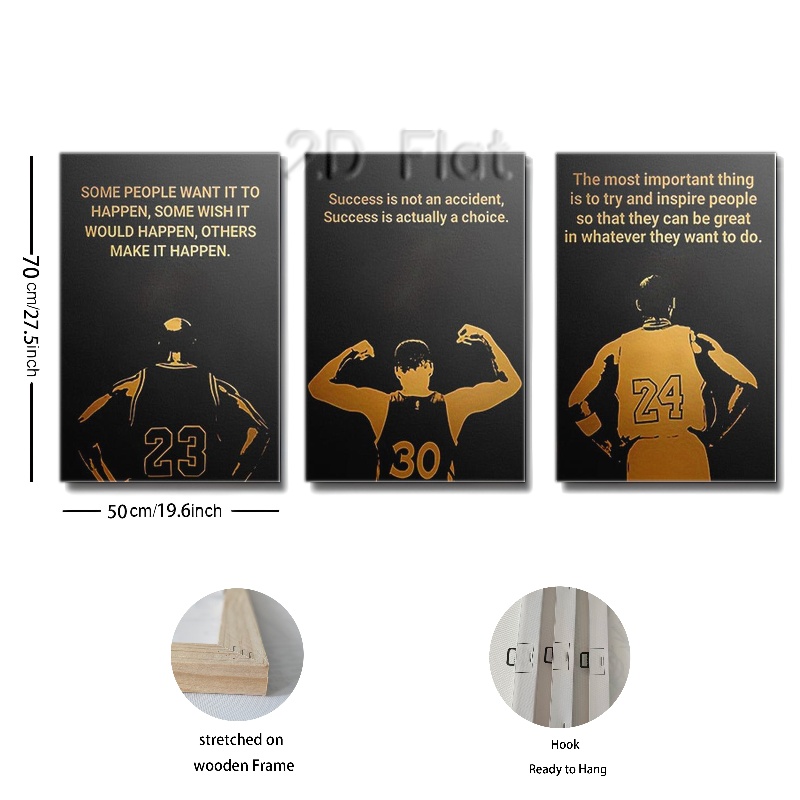 2D Flat
SOME PEOPLE WANT IT TO
HAPPEN, SOME WISH IT
WOULD HAPPEN, OTHERS
MAKE IT HAPPEN.
23
Success is not an accident,
Success is actually a choice.
30
The most important thing
is to try and inspire people
so that they can be great
in whatever they want to do.
24
70 cm/27.5inch
50cm/19.6inch
stretched on
wooden Frame
Hook
Ready to Hang